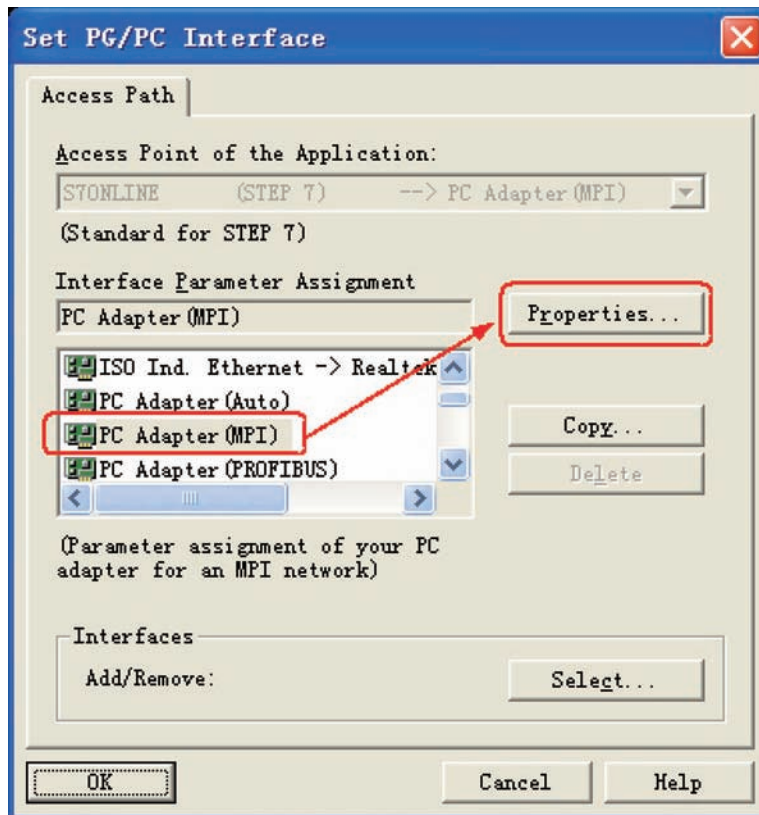 Set PG/PC Interface
Access Path
Access Point of the Application:
S7ONLINE (STEP 7) --> PC Adapter(MPI)
(Standard for STEP 7)
Interface Parameter Assignment
PC Adapter(MPI)
Properties...
ISO Ind. Ethernet -> Realtek
PC Adapter(Auto)
PC Adapter(MPI)
PC Adapter(PROFIBUS)
Copy...
Delete
(Parameter assignment of your PC
adapter for an MPI network)
Interfaces
Add/Remove:
Select...
OK
Cancel
Help